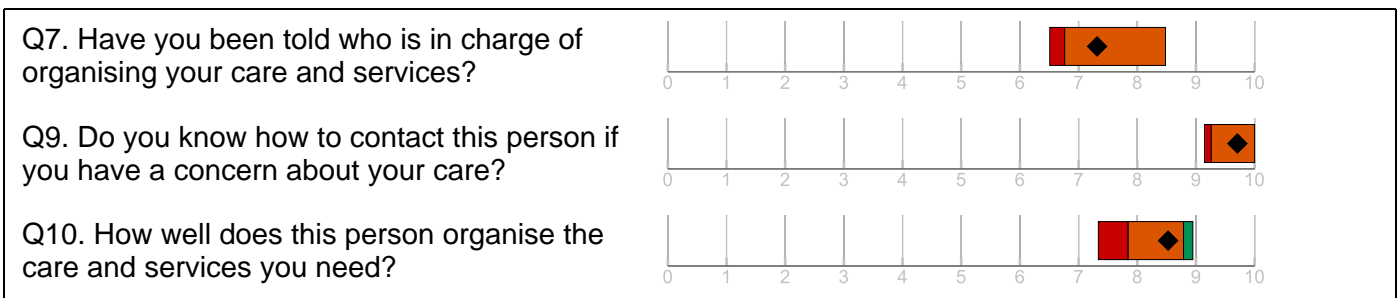 Q7. Have you been told who is in charge of
organising your care and services?
0 1 2 3 4 5 6 7 8 9 10
Q9. Do you know how to contact this person if
you have a concern about your care?
0 1 2 3 4 5 6 7 8 9 10
Q10. How well does this person organise the
care and services you need?
0 1 2 3 4 5 6 7 8 9 10